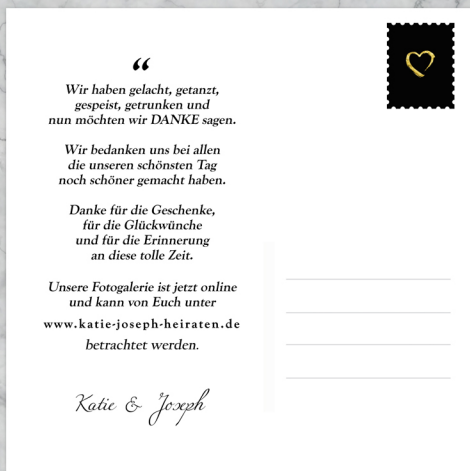 “
Wir haben gelacht, getanzt,
gespeist, getrunken und
nun möchten wir DANKE sagen.
Wir bedanken uns bei allen
die unseren schönsten Tag
noch schöner gemacht haben.
Danke für die Geschenke,
für die Glückwünche
und für die Erinnerung
an diese tolle Zeit.
Unsere Fotogalerie ist jetzt online
und kann von Euch unter
www.katie-joseph-heiraten.de
betrachtet werden.
Katie & Joseph